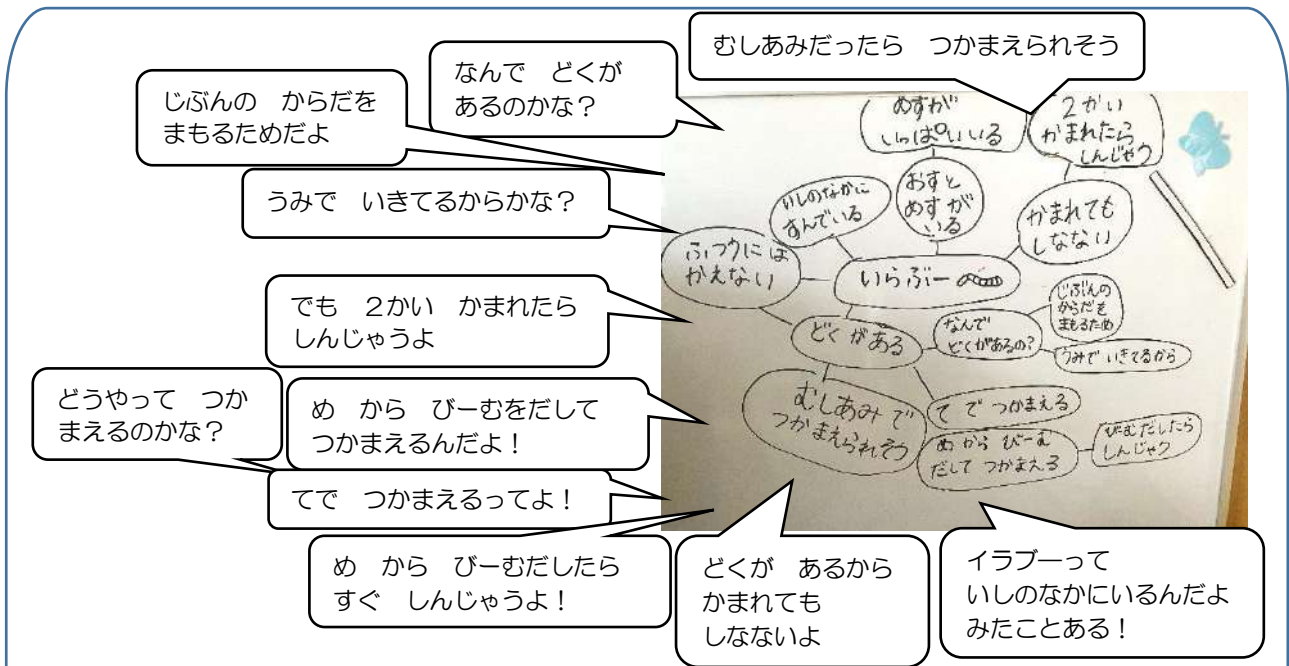 むしあみだったら　つかまえられそう
なんで　どくが
あるのかな？
じぶんの　からだを
まもるためだよ
うみで　いきてるからかな？
でも　２かい　かまれたら
しんじゃうよ
どうやって　つか
まえるのかな？
め　から　びーむをだして
つかまえるんだよ！
てで　つかまえるってよ！
め　から　びーむだしたら
すぐ　しんじゃうよ！
どくが　あるから
かまれても
しなないよ
イラブーって
いしのなかにいるんだよ
みたことある！
めすが
いっぱいいる
２かい
かまれたら
しんじゃう
いしのなかに
すんでいる
おすと
めすが
いる
かまれても
しなない
ふつうには
かえない
いらぶー
じぶんの
からだを
まもるため
どくがある
なんで
どくがあるの？
うみで いきてるから
むしあみで
つかまえられそう
て で つかまえる
め から びーむ
だして つかまえる
びーむだしたら
しんじゃう